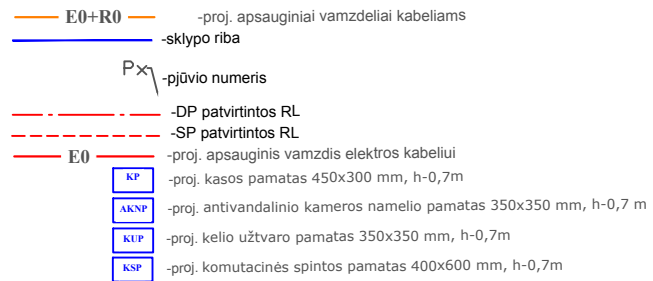 E0+R0 -proj. apsauginiai vamzdeliai kabeliams
-sklypo riba
Px -pjūvio numeris
-DP patvirtintos RL
-SP patvirtintos RL
E0 -proj. apsauginis vamzdis elektros kabeliui
KP -proj. kasos pamatas 450x300 mm, h-0,7m
AKNP -proj. antivandalinio kameros namelio pamatas 350x350 mm, h-0,7 m
KUP -proj. kelio užtvaro pamatas 350x350 mm, h-0,7m
KSP -proj. komutacinės spintos pamatas 400x600 mm, h-0,7m